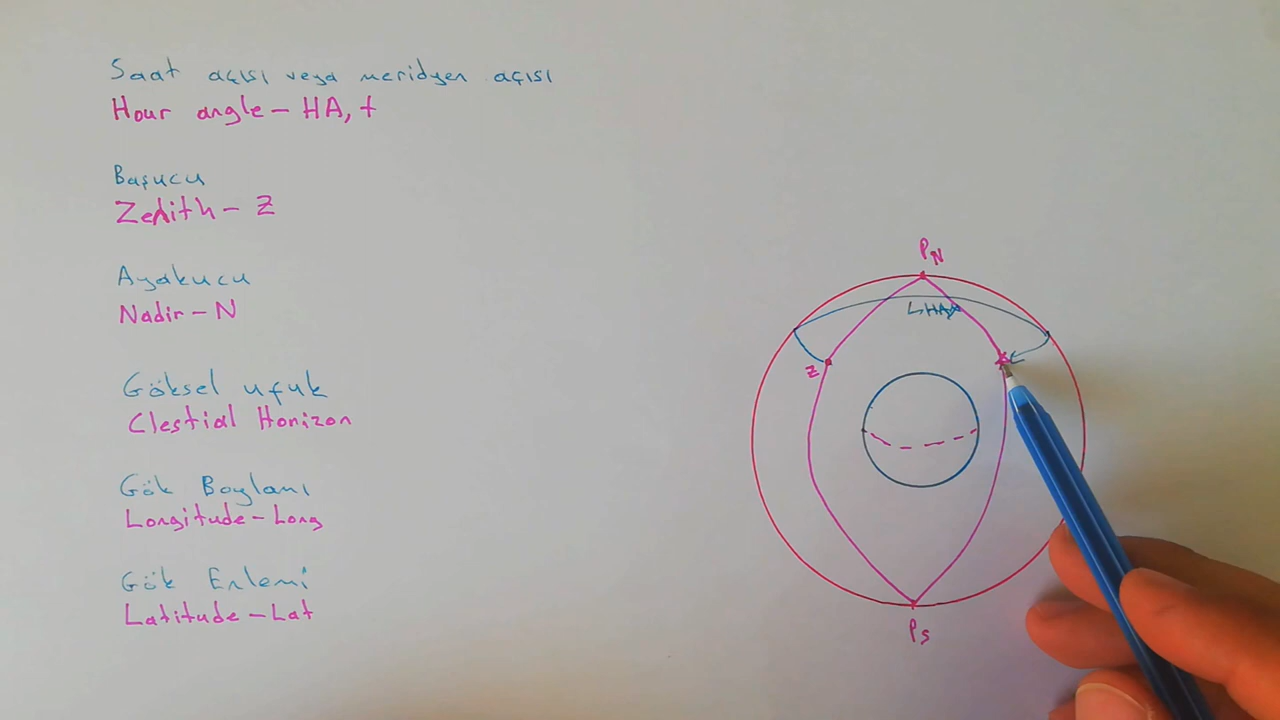 Saat açısı veya meridyen açısı
Hour angle - HA, t
Başucu
Zenith - Z
Ayakucu
Nadir - N
Göksel ufuk
Clestial Horizon
Gök Boylamı
Longitude - Long
Gök Enlemi
Latitude - Lat
PN
LHA
Z
Ps